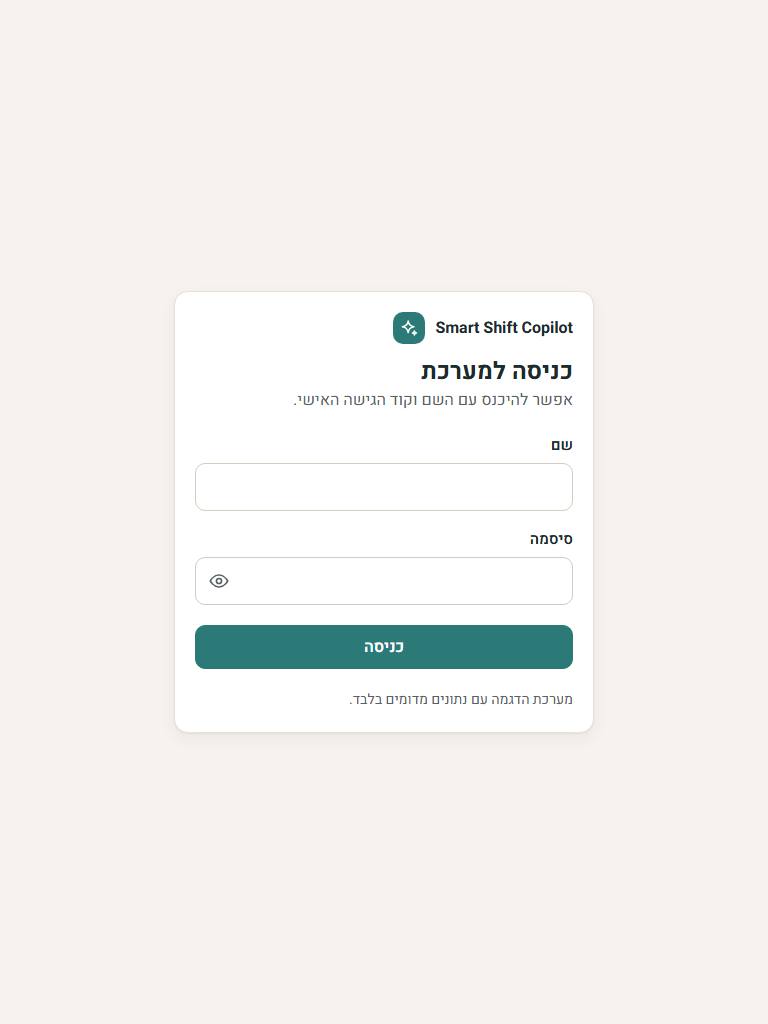 Smart Shift Copilot
כניסה למערכת
אפשר להיכנס עם השם וקוד הגישה האישי.
שם
סיסמה
כניסה
מערכת הדגמה עם נתונים מדומים בלבד.